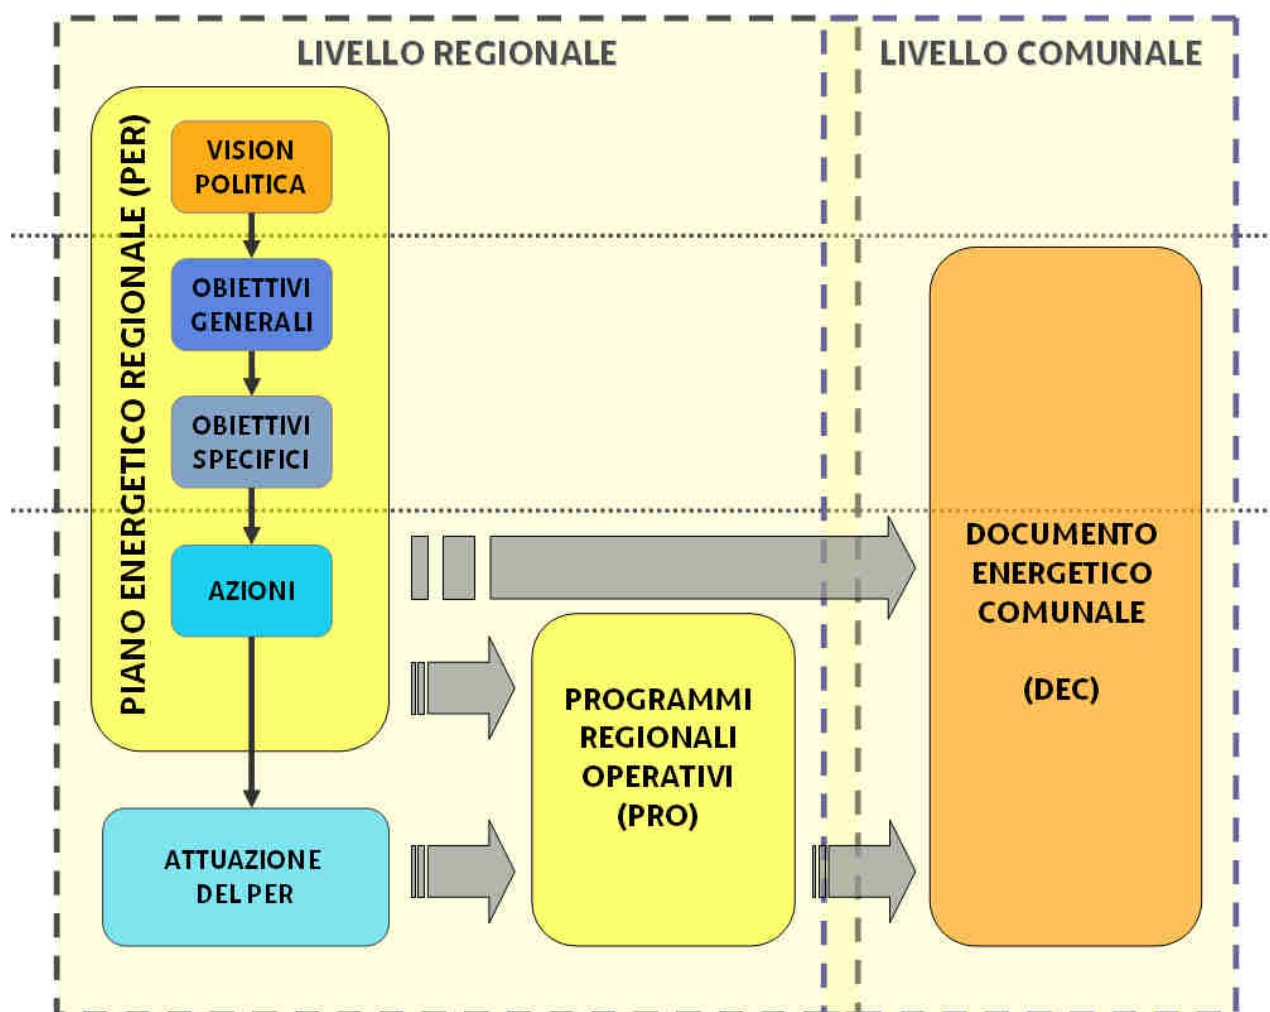 LIVELLO REGIONALE
LIVELLO COMUNALE
PIANO ENERGETICO REGIONALE (PER)
VISION
POLITICA
OBIETTIVI
GENERALI
OBIETTIVI
SPECIFICI
AZIONI
ATTUAZIONE
DEL PER
PROGRAMMI
REGIONALI
OPERATIVI
(PRO)
DOCUMENTO
ENERGETICO
COMUNALE
(DEC)